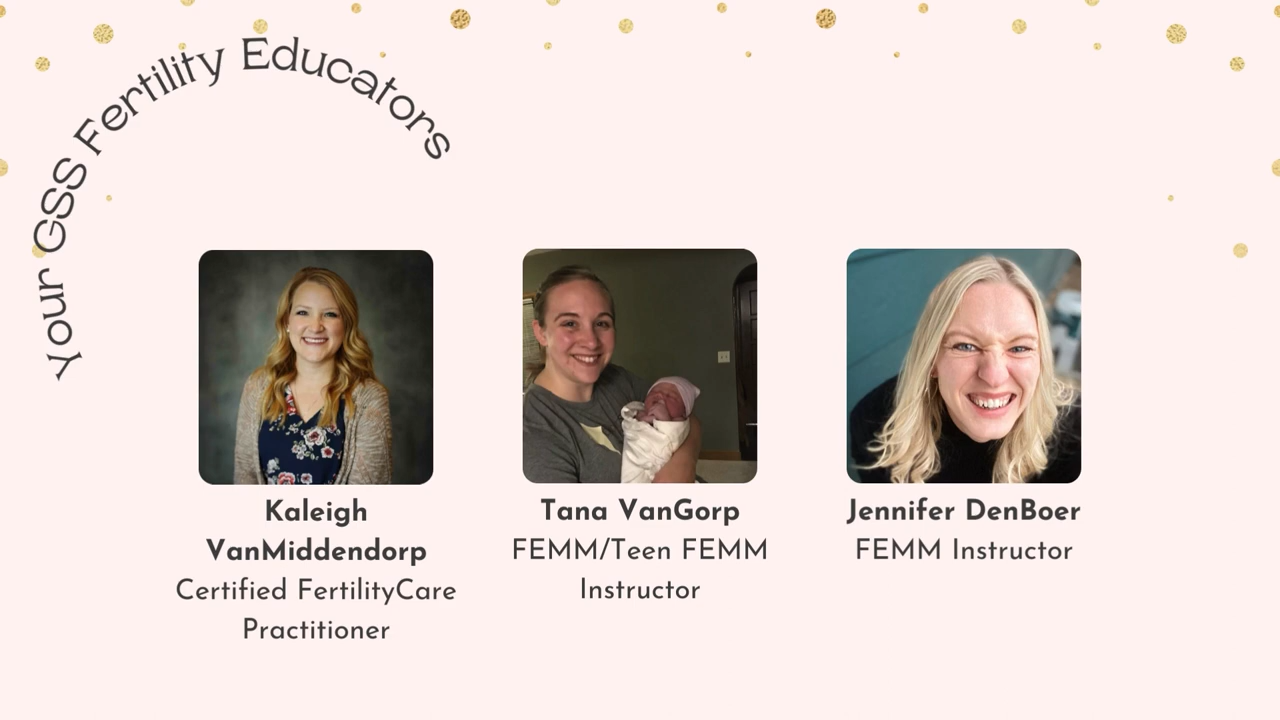 Your GSS Fertility Educators
Kaleigh
VanMiddendorp
Certified FertilityCare
Practitioner
Tana VanGorp
FEMM/Teen FEMM
Instructor
Jennifer DenBoer
FEMM Instructor